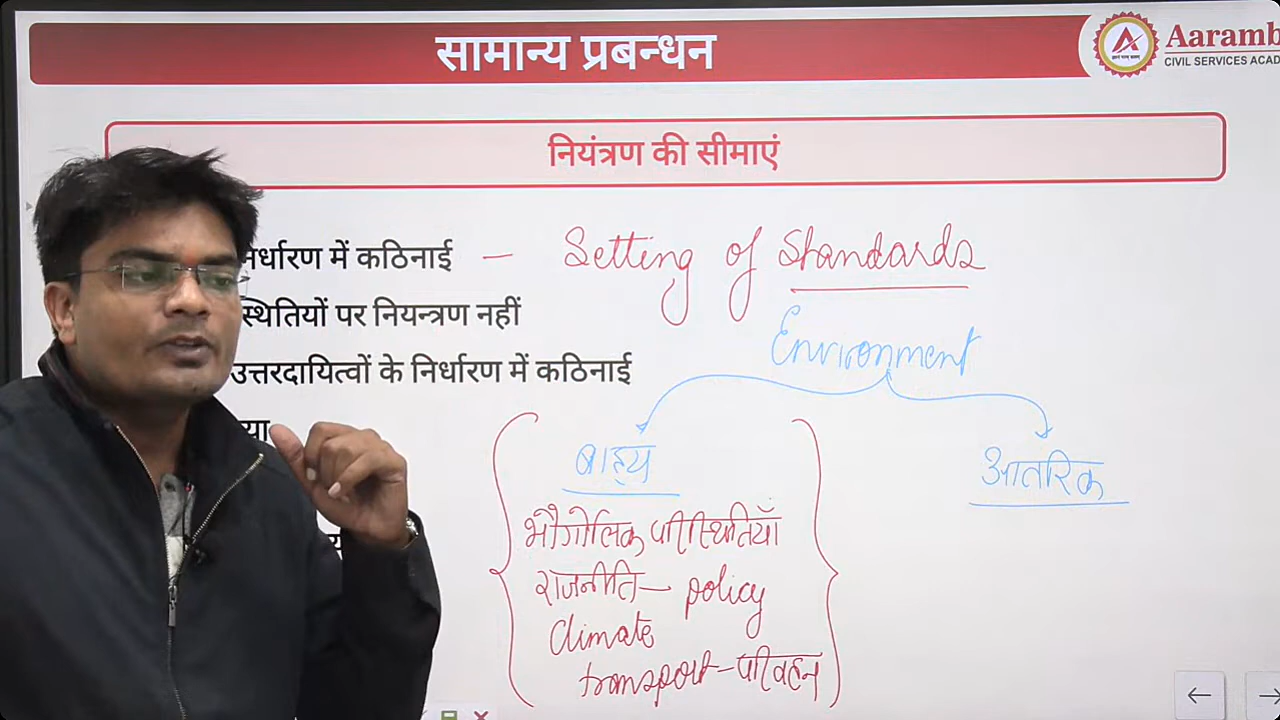 सामान्य प्रबन्धन
Aaramb
CIVIL SERVICES ACAD
नियंत्रण की सीमाएं
निर्धारण में कठिनाई — Setting of Standards
स्थितियों पर नियन्त्रण नहीं
Environment
उत्तरदायित्वों के निर्धारण में कठिनाई
बाह्य
आतरिक
भौगोलिक परिस्थितियाँ
राजनीति — policy
Climate
transport - परिवहन